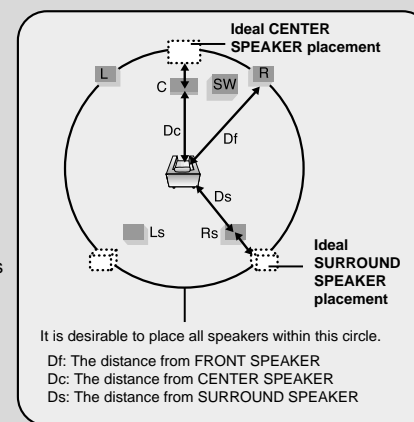 Ideal CENTER
SPEAKER placement
L
C
SW
R
Dc
Df
Ds
Ls
Rs
Ideal
SURROUND
SPEAKER
placement
s
It is desirable to place all speakers within this circle.
Df: The distance from FRONT SPEAKER
Dc: The distance from CENTER SPEAKER
Ds: The distance from SURROUND SPEAKER